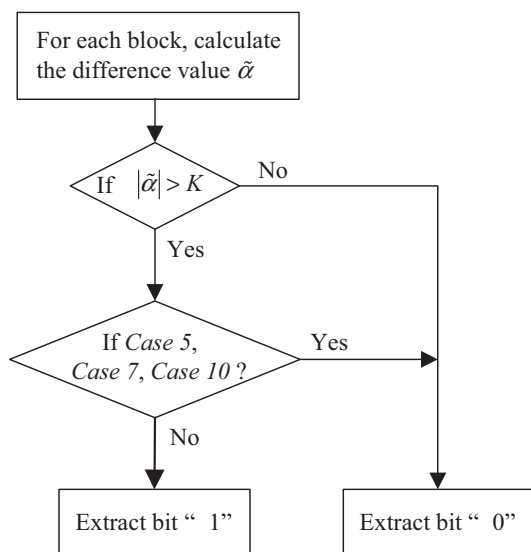 For each block, calculate
the difference value α̃
If |α̃| > K
No
Yes
If Case 5,
Case 7, Case 10 ?
Yes
No
Extract bit “ 1”
Extract bit “ 0”